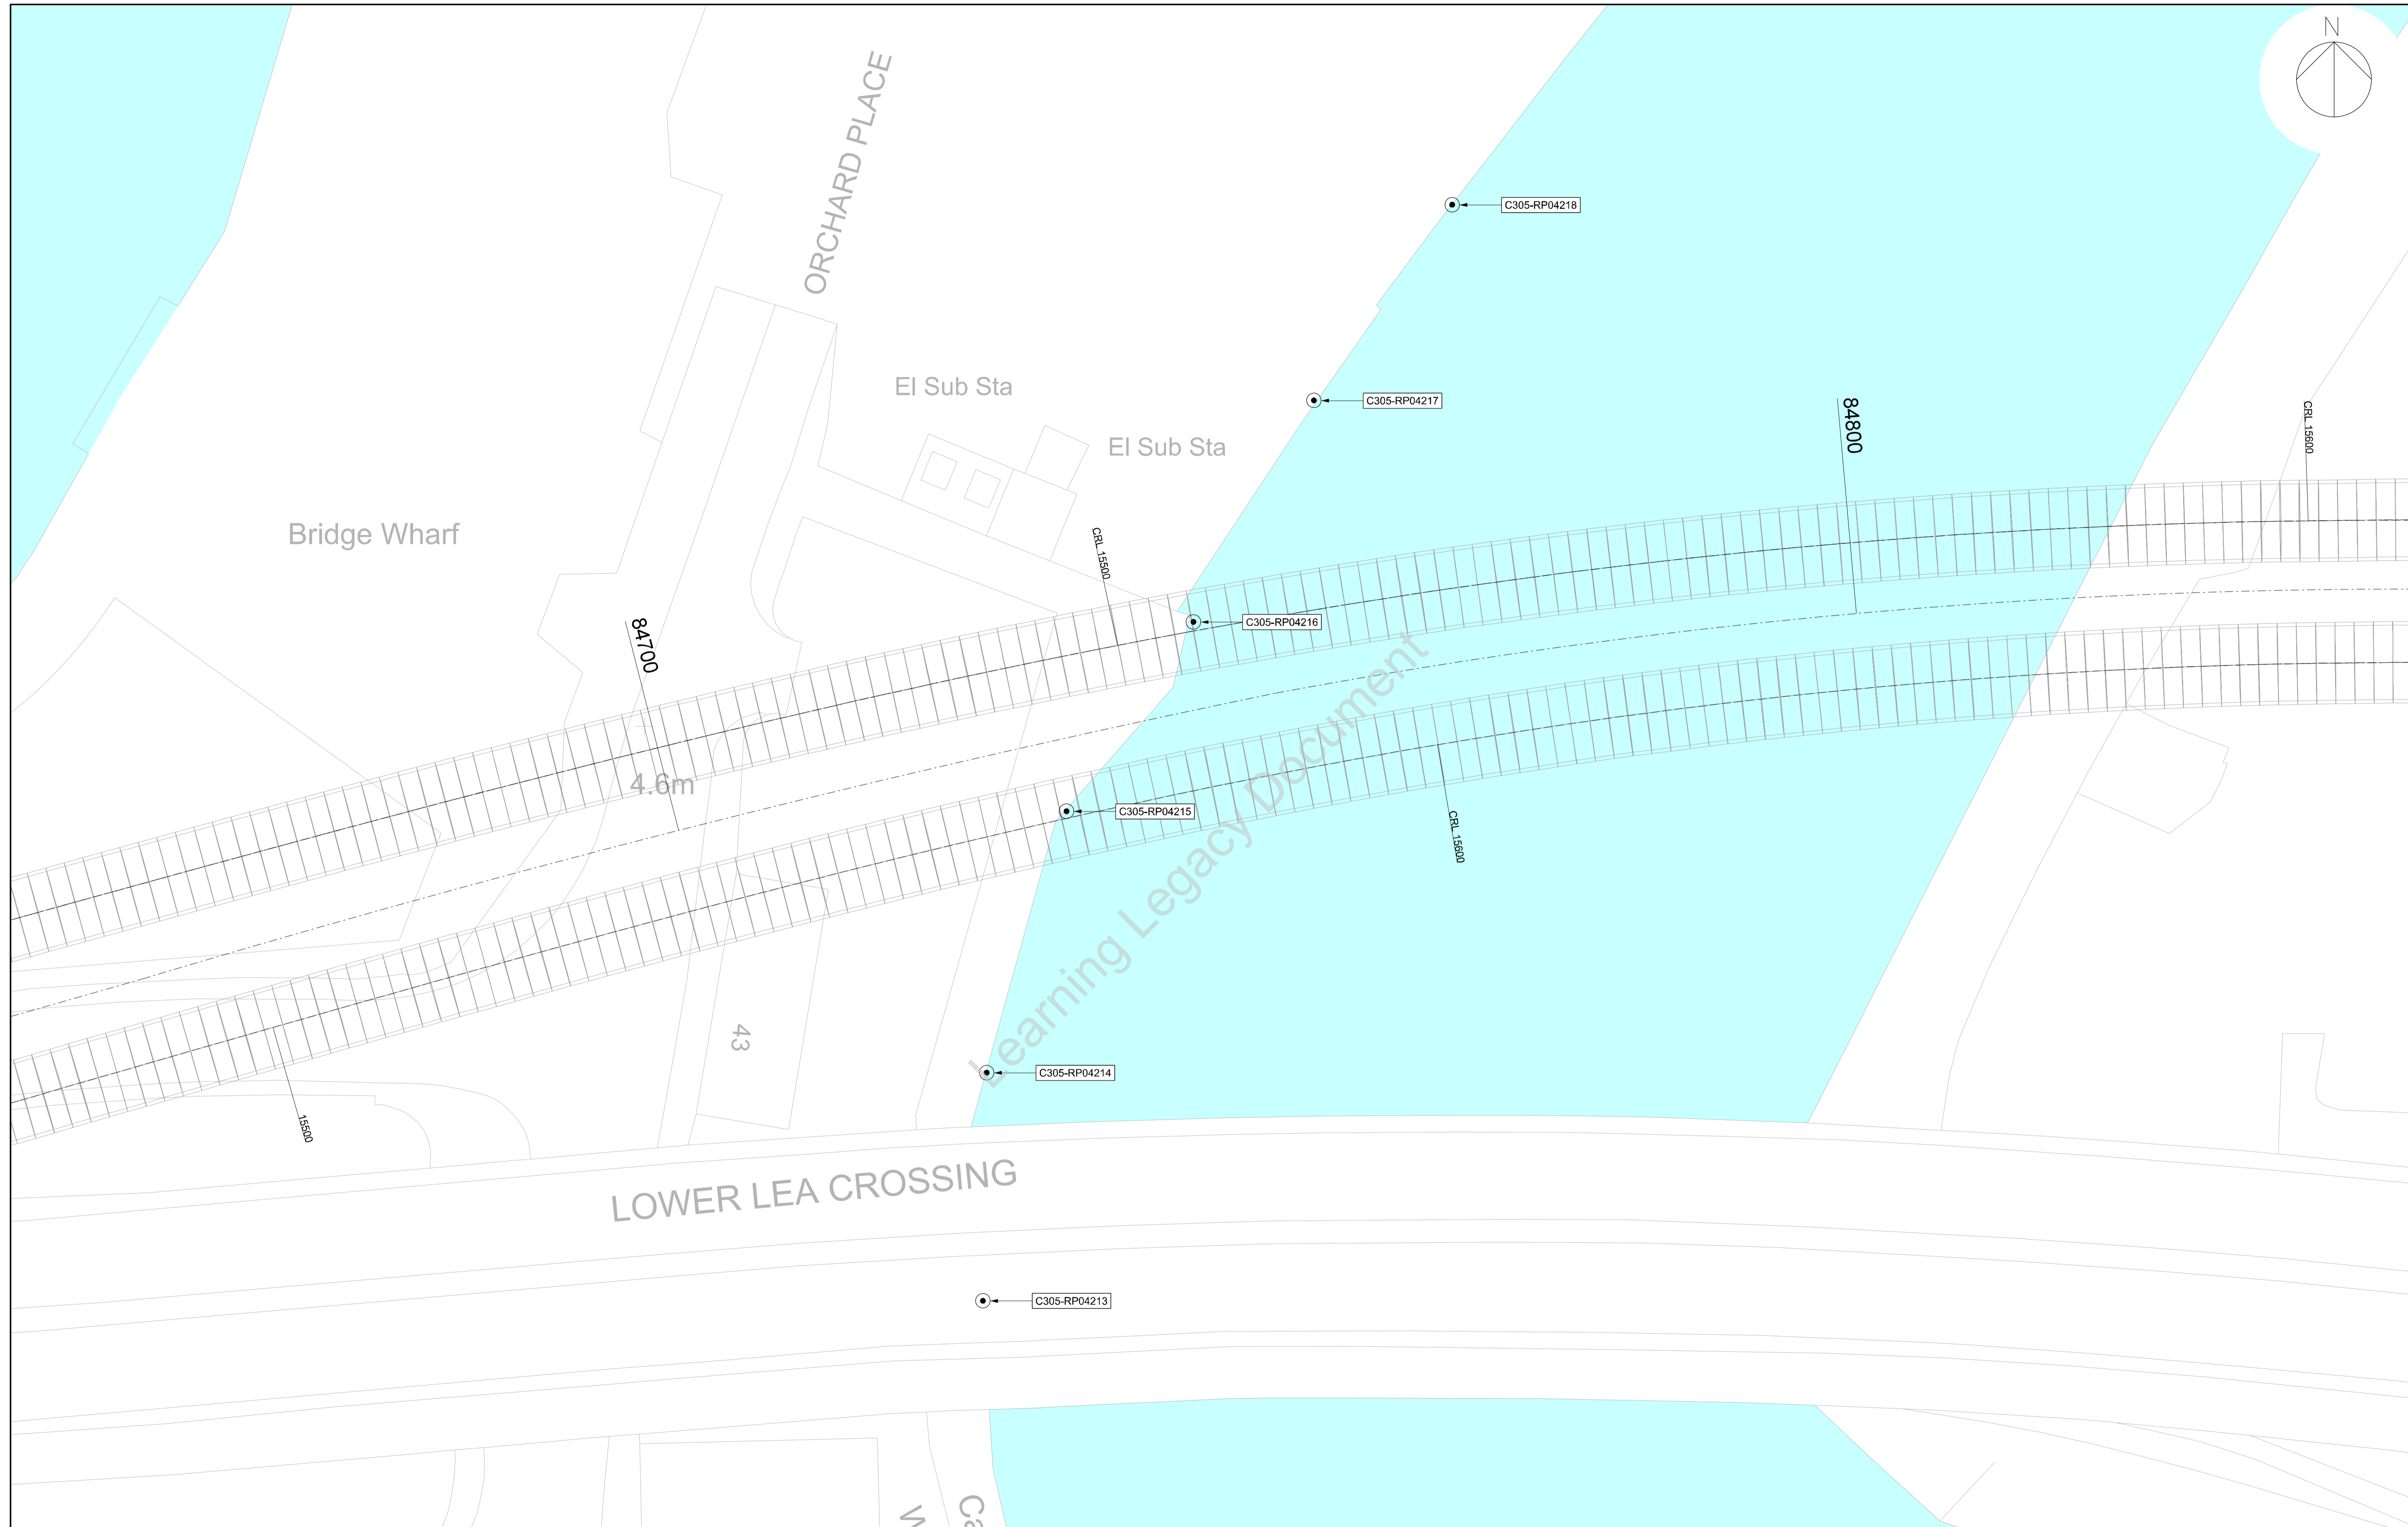 N
ORCHARD PLACE
C305-RP04218
El Sub Sta
C305-RP04217
84800
CRL 15600
El Sub Sta
Bridge Wharf
CRL 15500
84700
C305-RP04216
4.6m
C305-RP04215
CRL 15600
Learning Legacy Document
43
C305-RP04214
15500
LOWER LEA CROSSING
C305-RP04213